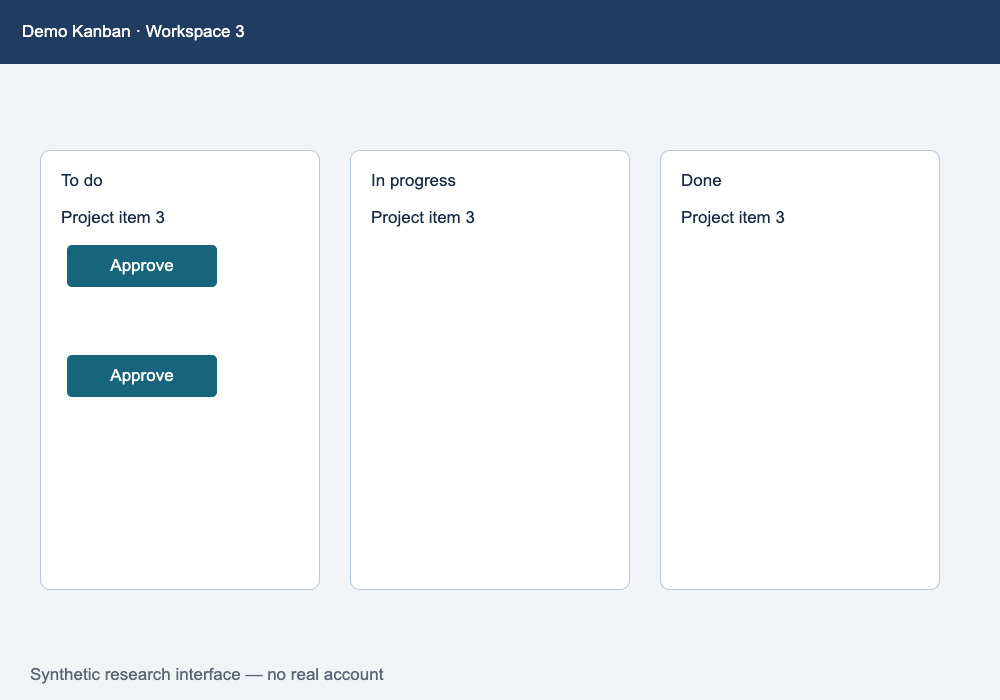 Demo Kanban · Workspace 3
To do
Project item 3
Approve
Approve
In progress
Project item 3
Done
Project item 3
Synthetic research interface — no real account